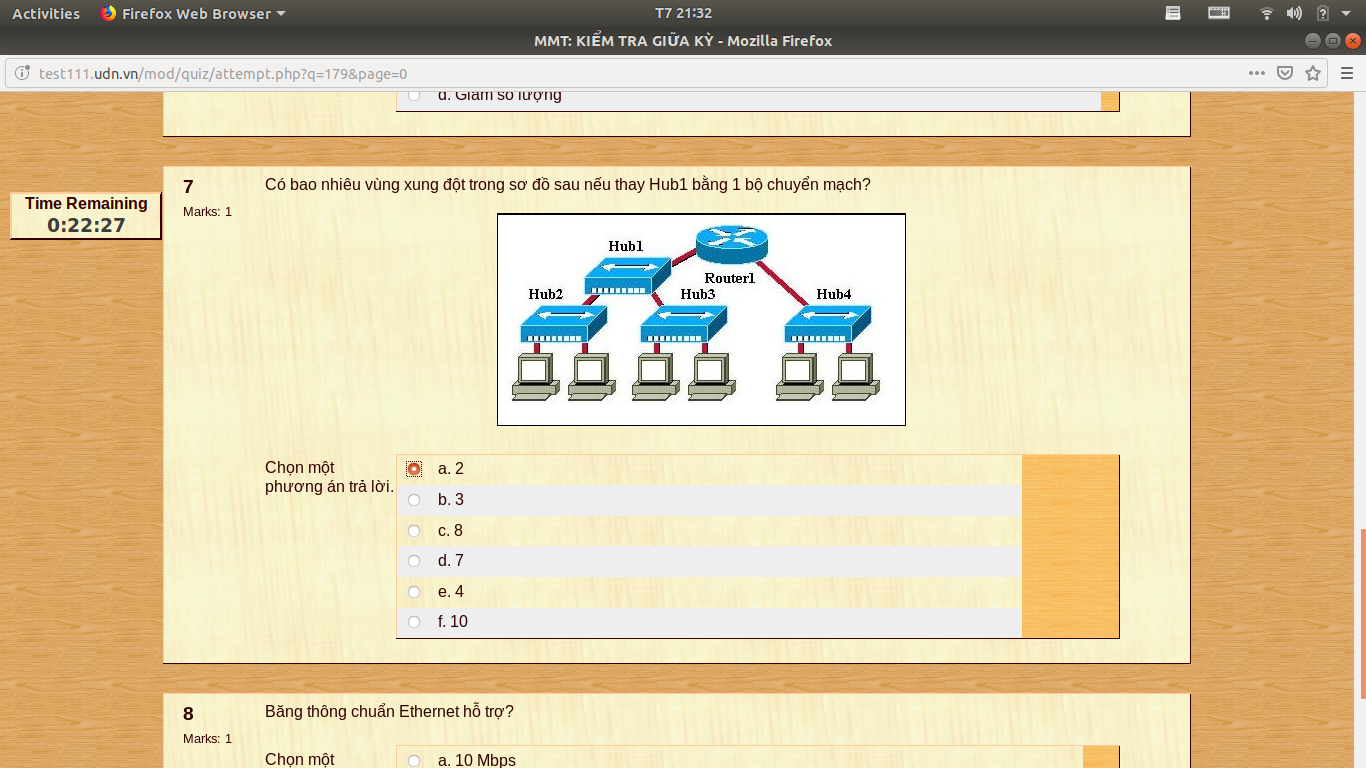 Activities Firefox Web Browser T7 21:32
MMT: KIỂM TRA GIỮA KỲ - Mozilla Firefox
test111.udn.vn/mod/quiz/attempt.php?q=179&page=0
d. Giảm số lượng
7
Có bao nhiêu vùng xung đột trong sơ đồ sau nếu thay Hub1 bằng 1 bộ chuyển mạch?
Marks: 1
Time Remaining
0:22:27
Hub1
Router1
Hub2
Hub3
Hub4
Chọn một
phương án trả lời.
a. 2
b. 3
c. 8
d. 7
e. 4
f. 10
8
Băng thông chuẩn Ethernet hỗ trợ?
Marks: 1
Chọn một
a. 10 Mbps